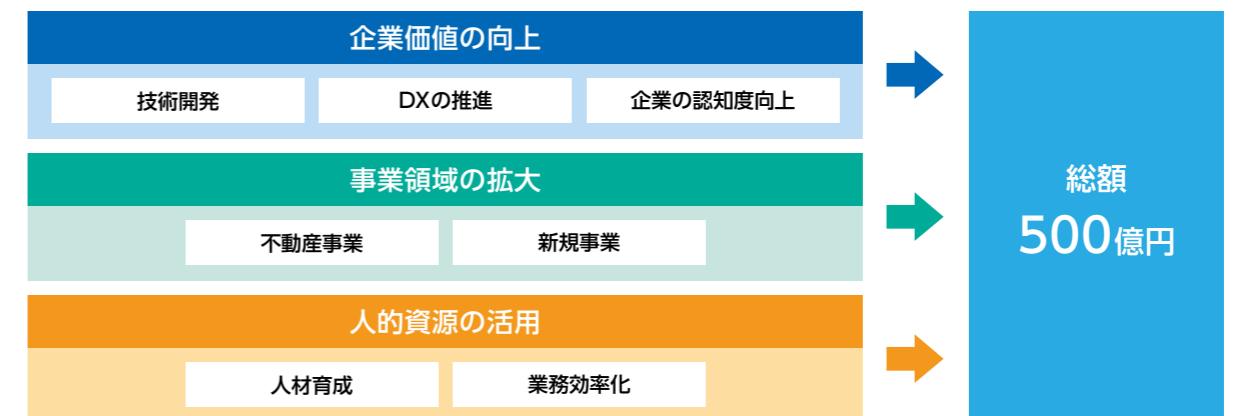 企業価値の向上
技術開発
DXの推進
企業の認知度向上
事業領域の拡大
不動産事業
新規事業
人的資源の活用
人材育成
業務効率化
総額
500億円